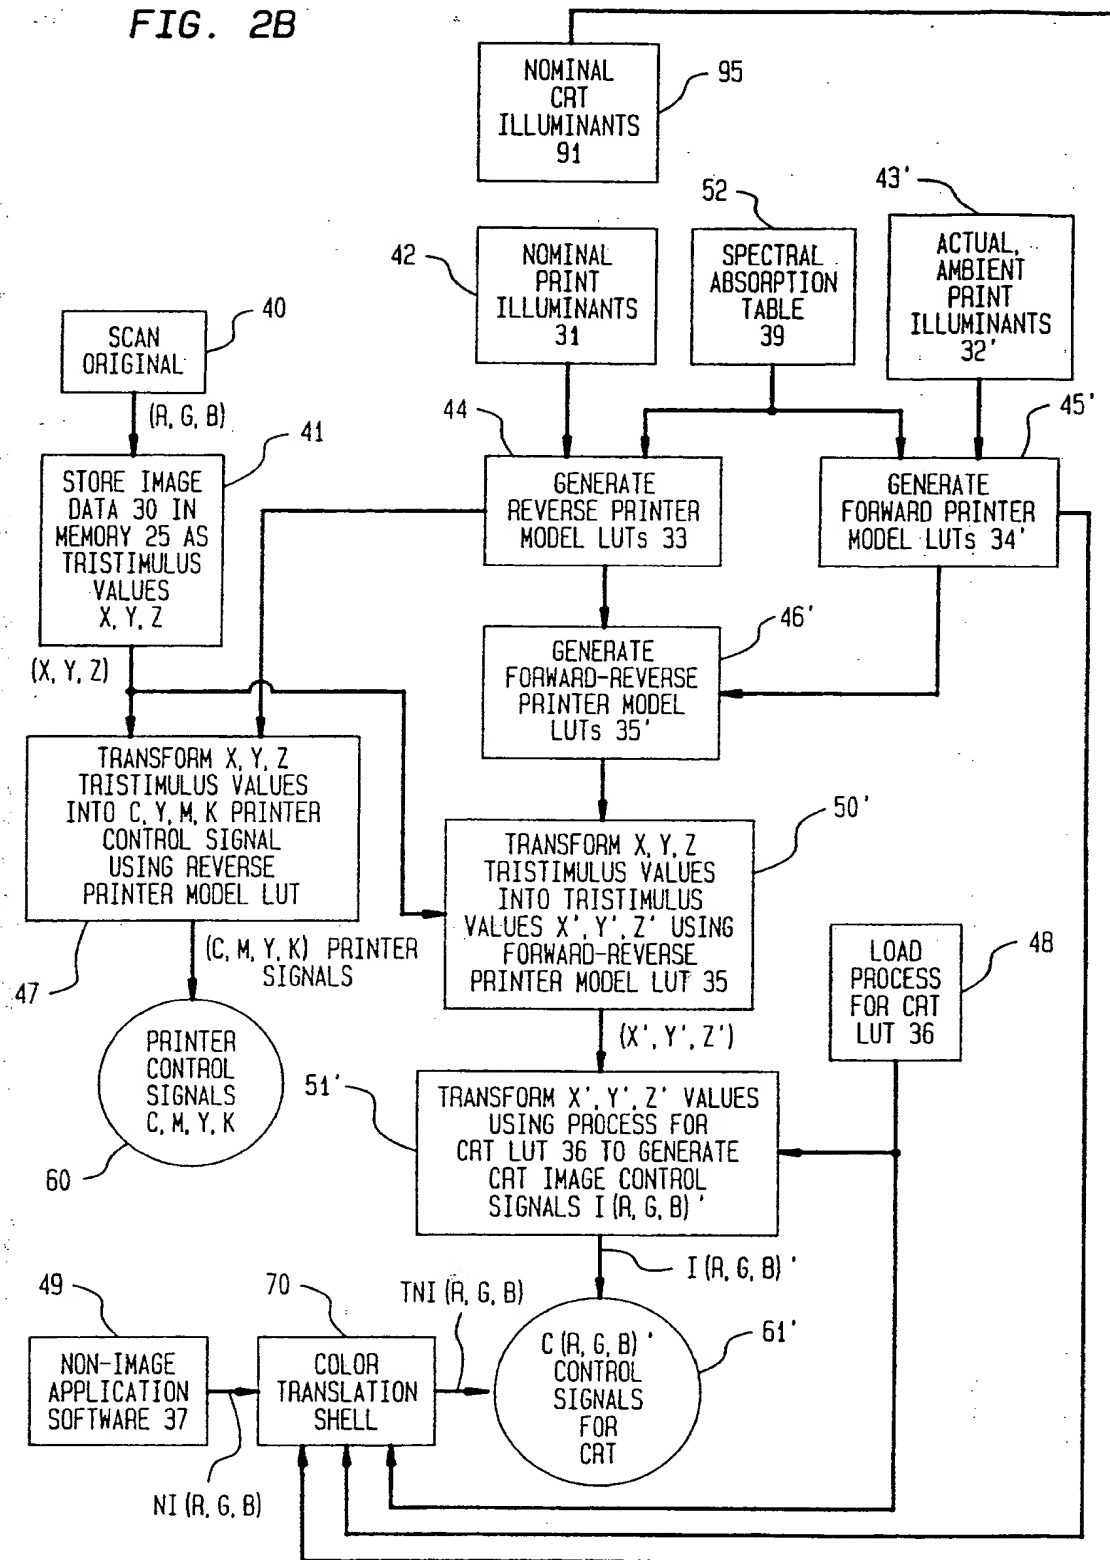 FIG. 2B
NOMINAL
CRT
ILLUMINANTS
91
95
42
NOMINAL
PRINT
ILLUMINANTS
31
52
SPECTRAL
ABSORPTION
TABLE
39
43'
ACTUAL,
AMBIENT
PRINT
ILLUMINANTS
32'
SCAN
ORIGINAL
40
(R, G, B)
41
STORE IMAGE
DATA 30 IN
MEMORY 25 AS
TRISTIMULUS
VALUES
X, Y, Z
(X, Y, Z)
44
GENERATE
REVERSE PRINTER
MODEL LUTs 33
45'
GENERATE
FORWARD PRINTER
MODEL LUTs 34'
46'
GENERATE
FORWARD-REVERSE
PRINTER MODEL
LUTs 35'
TRANSFORM X, Y, Z
TRISTIMULUS VALUES
INTO C, Y, M, K PRINTER
CONTROL SIGNAL
USING REVERSE
PRINTER MODEL LUT
47
(C, M, Y, K) PRINTER
SIGNALS
PRINTER
CONTROL
SIGNALS
C, M, Y, K
60
50'
TRANSFORM X, Y, Z
TRISTIMULUS VALUES
INTO TRISTIMULUS
VALUES X', Y', Z' USING
FORWARD-REVERSE
PRINTER MODEL LUT 35
(X', Y', Z')
LOAD
PROCESS
FOR CRT
LUT 36
48
51'
TRANSFORM X', Y', Z' VALUES
USING PROCESS FOR
CRT LUT 36 TO GENERATE
CRT IMAGE CONTROL
SIGNALS I (R, G, B) '
I (R, G, B) '
49
NON-IMAGE
APPLICATION
SOFTWARE 37
NI (R, G, B)
70
COLOR
TRANSLATION
SHELL
TNI (R, G, B)
C (R, G, B) '
CONTROL
SIGNALS
FOR
CRT
61'